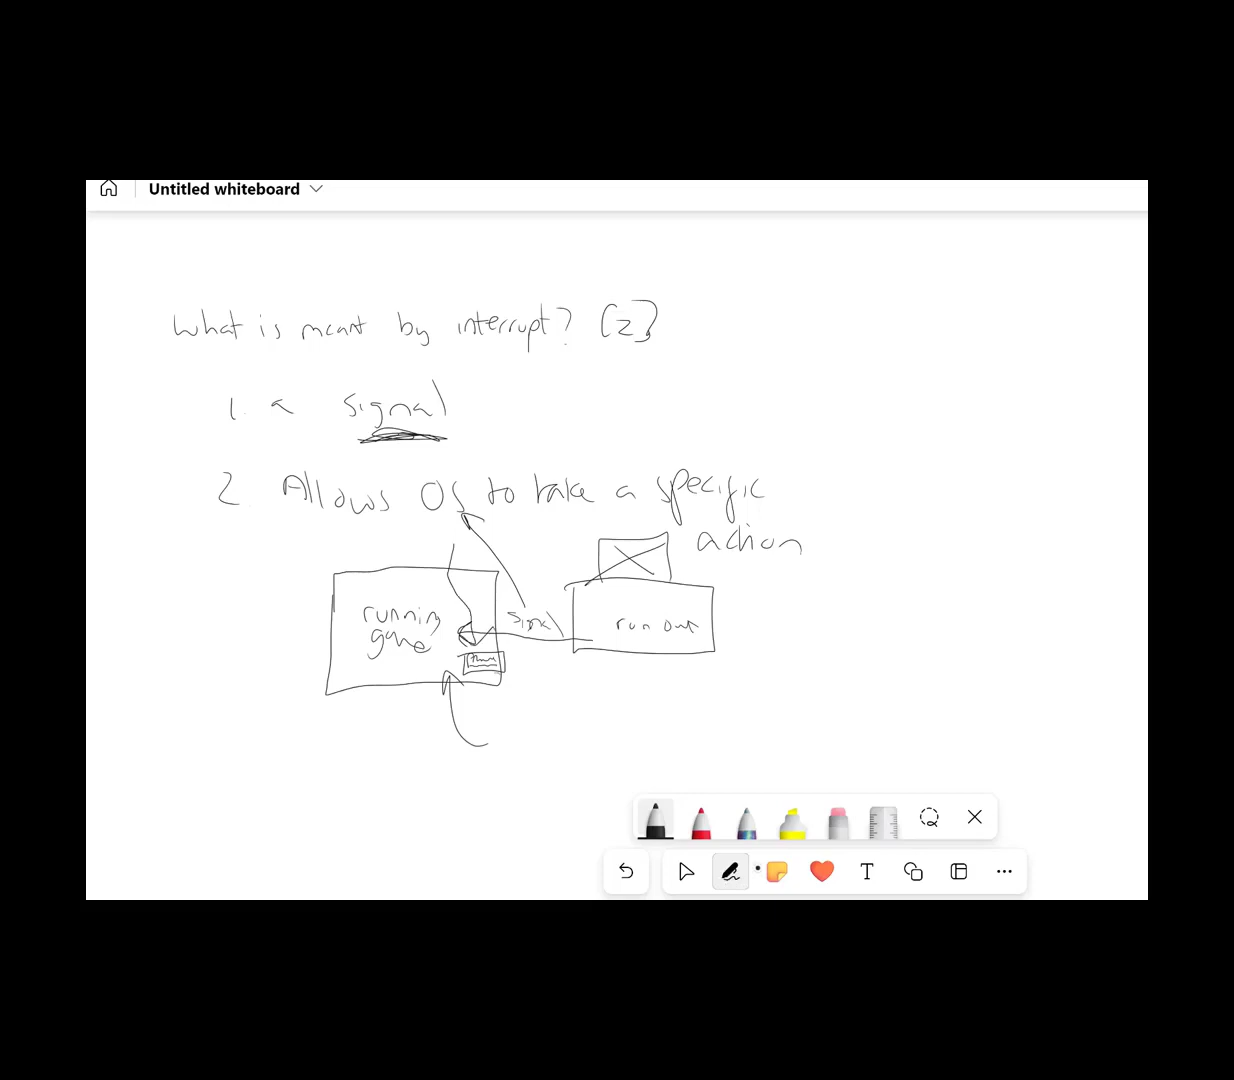 Untitled whiteboard
What is meant by interrupt? [2]
1. a signal
2 Allows OS to take a specific
action
running
game
signal
run out
T